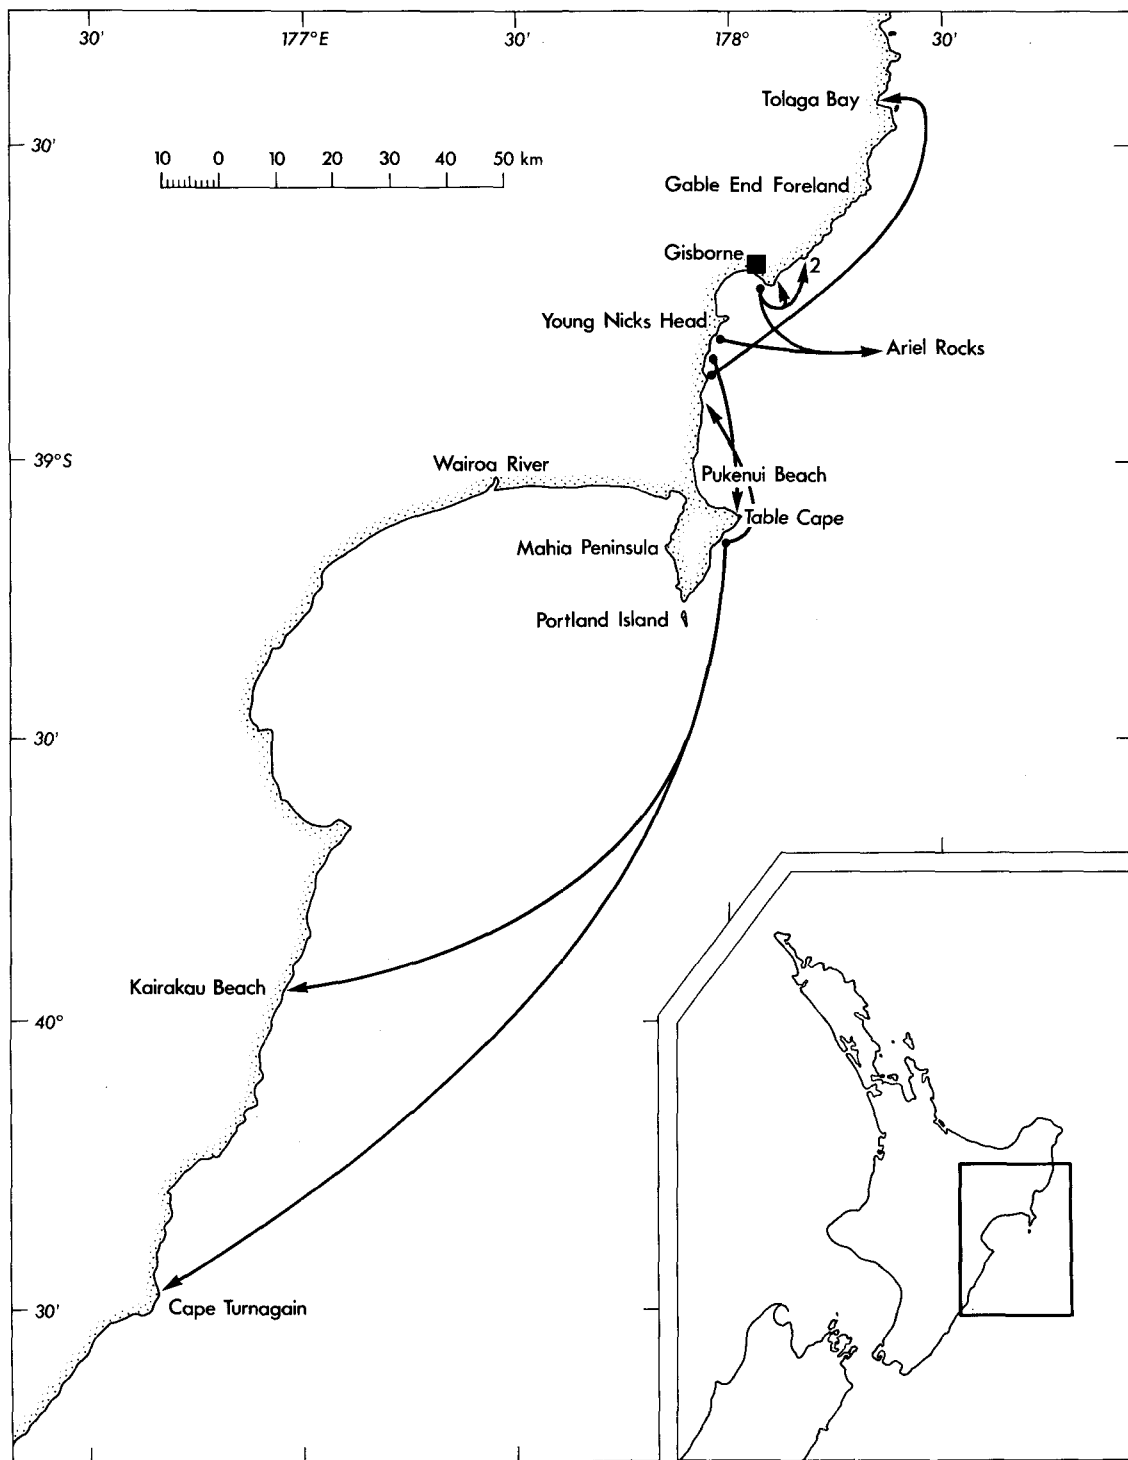 30' 177°E 30' 178° 30'
Tolaga Bay
30'
10 0 10 20 30 40 50 km
Gable End Foreland
Gisborne
2
Young Nicks Head
Ariel Rocks
39°S
Wairoa River
Pukenui Beach
Table Cape
Mahia Peninsula
Portland Island
30'
Kairakau Beach
40°
30'
Cape Turnagain